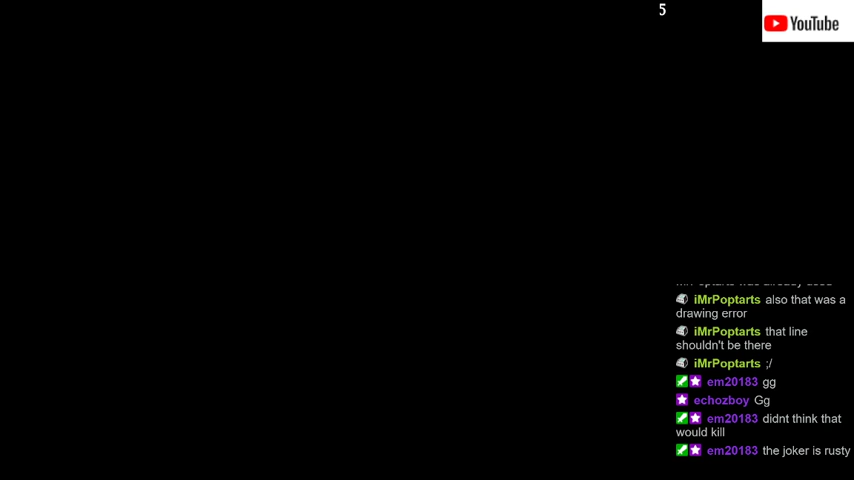 5
YouTube
iMrPoptarts also that was a
drawing error
iMrPoptarts that line
shouldn't be there
iMrPoptarts ;/
em20183 gg
echozboy Gg
em20183 didnt think that
would kill
em20183 the joker is rusty